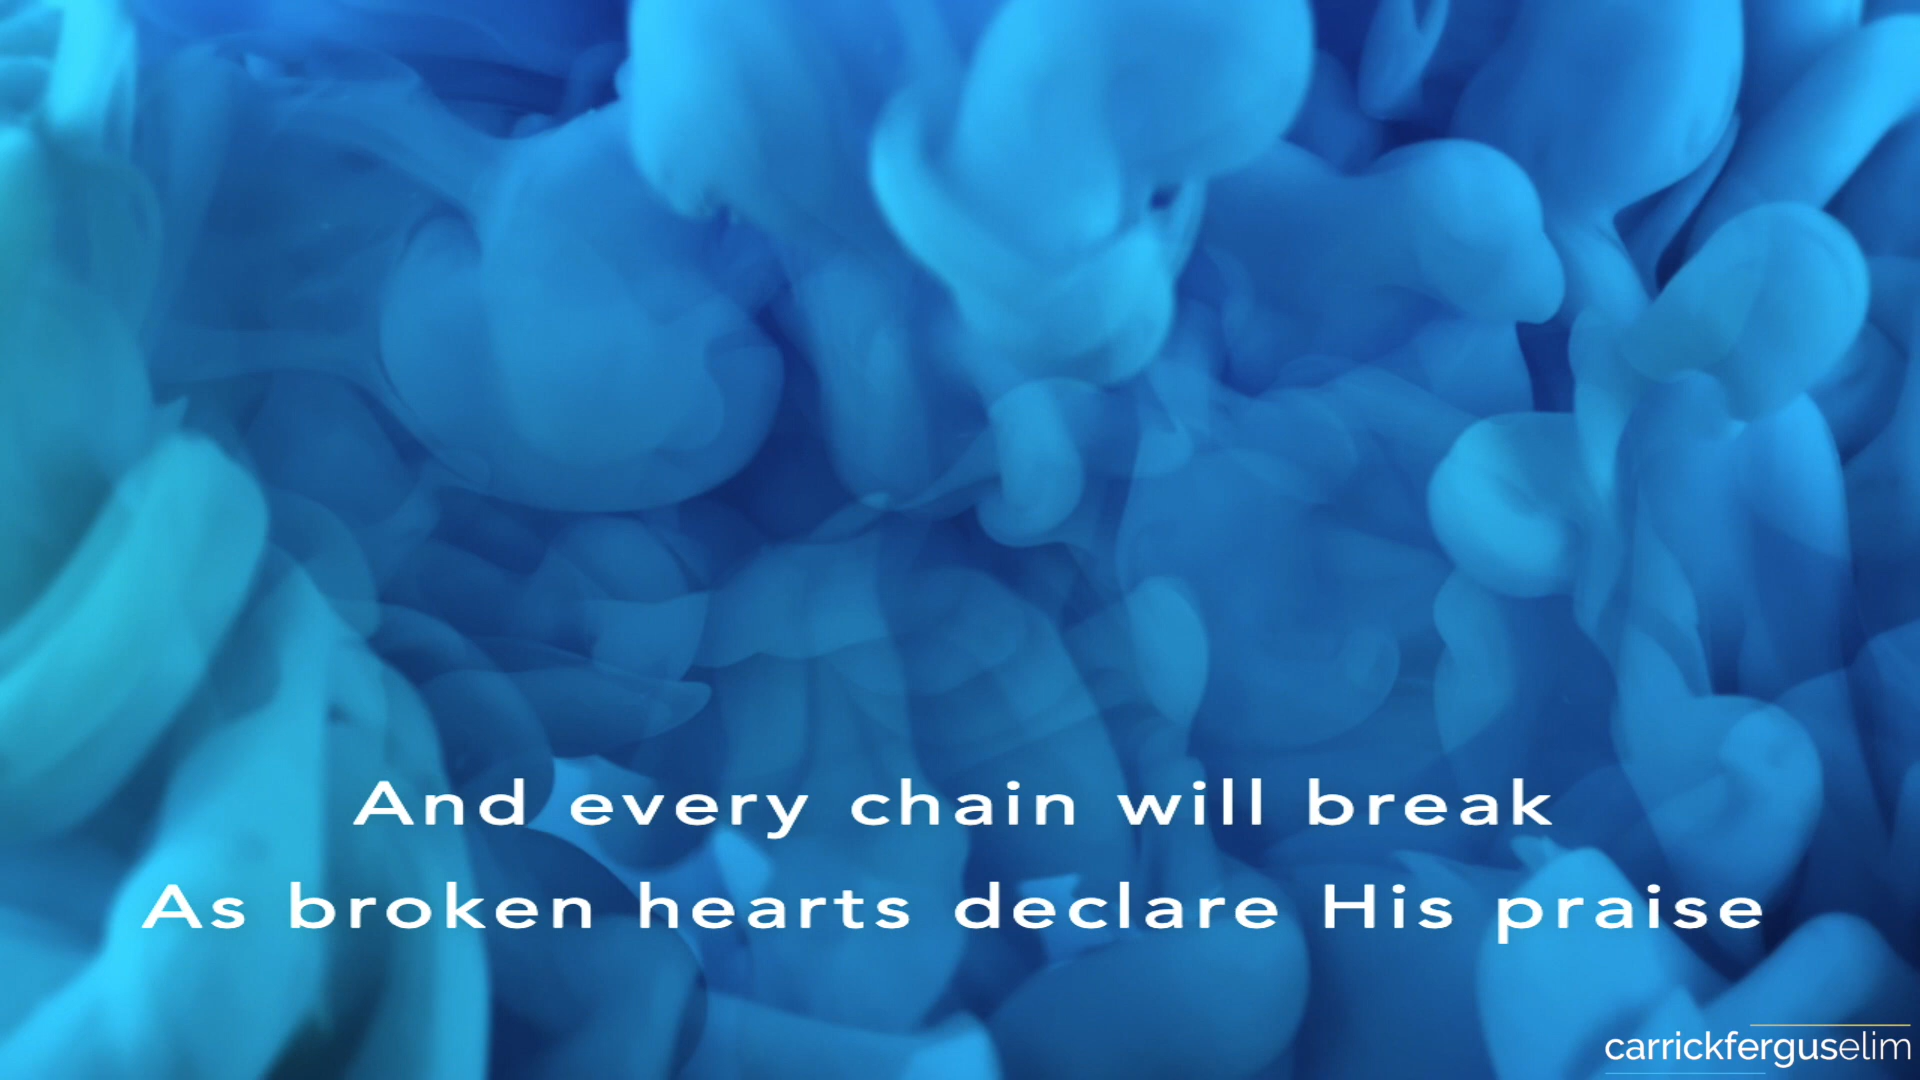 And every chain will break
As broken hearts declare His praise
carrickferguselim